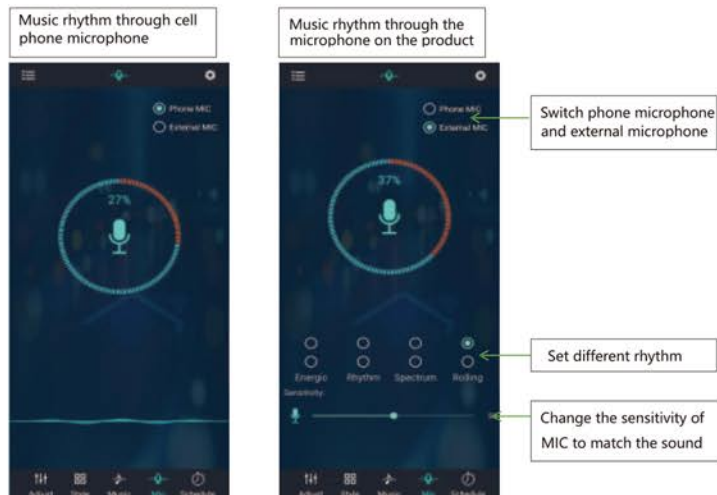 Music rhythm through cell
phone microphone
Music rhythm through the
microphone on the product
Phone MIC
External MIC
27%
Phone MIC
External MIC
37%
Switch phone microphone
and external microphone
Energic Rhythm Spectrum Rolling
Set different rhythm
Sensitivity:
Change the sensitivity of
MIC to match the sound
Adjust Style Music Mic Schedule
Adjust Style Music Mic Schedule